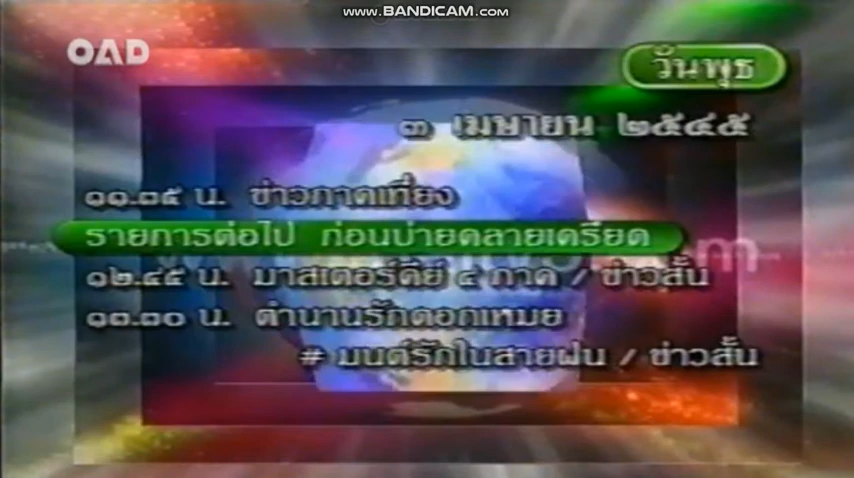 www.BANDICAM.com
OAD
วันพุธ
๓ เมษายน ๒๕๔๕
๑๑.๓๕ น. ข่าวภาคเที่ยง
รายการต่อไป ก่อนบ่ายคลายเครียด
๑๒.๔๕ น. มาสเตอร์คีย์ ๔ ภาค / ข่าวสั้น
๑๓.๓๐ น. ตำนานรักดอกเหมย
# มนต์รักในสายฝน / ข่าวสั้น